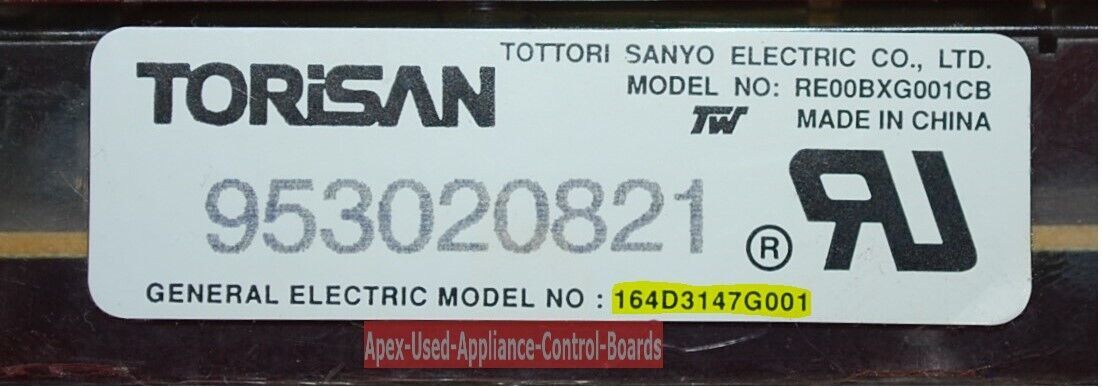 TORiSAN
TOTTORI SANYO ELECTRIC CO., LTD.
MODEL NO: RE00BXG001CB
TW MADE IN CHINA
953020821
® RU
GENERAL ELECTRIC MODEL NO : 164D3147G001
Apex-Used-Appliance-Control-Boards